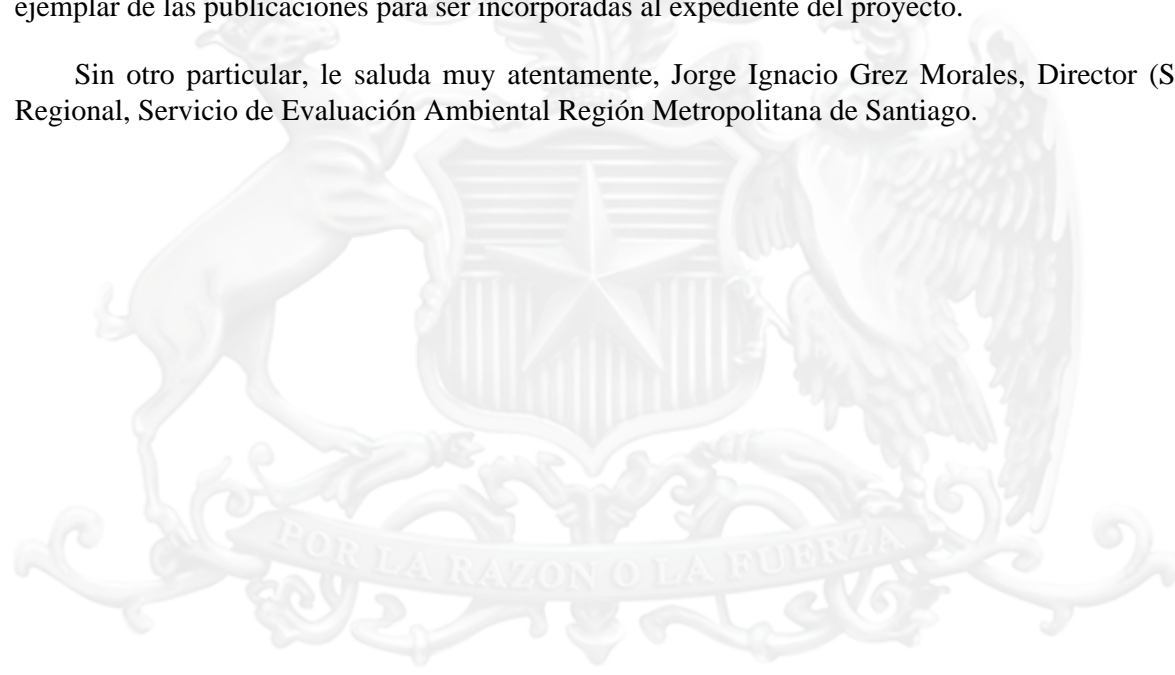 ejemplar de las publicaciones para ser incorporadas al expediente del proyecto.
Sin otro particular, le saluda muy atentamente, Jorge Ignacio Grez Morales, Director (S
Regional, Servicio de Evaluación Ambiental Región Metropolitana de Santiago.
POR LA RAZON O LA FUERZA